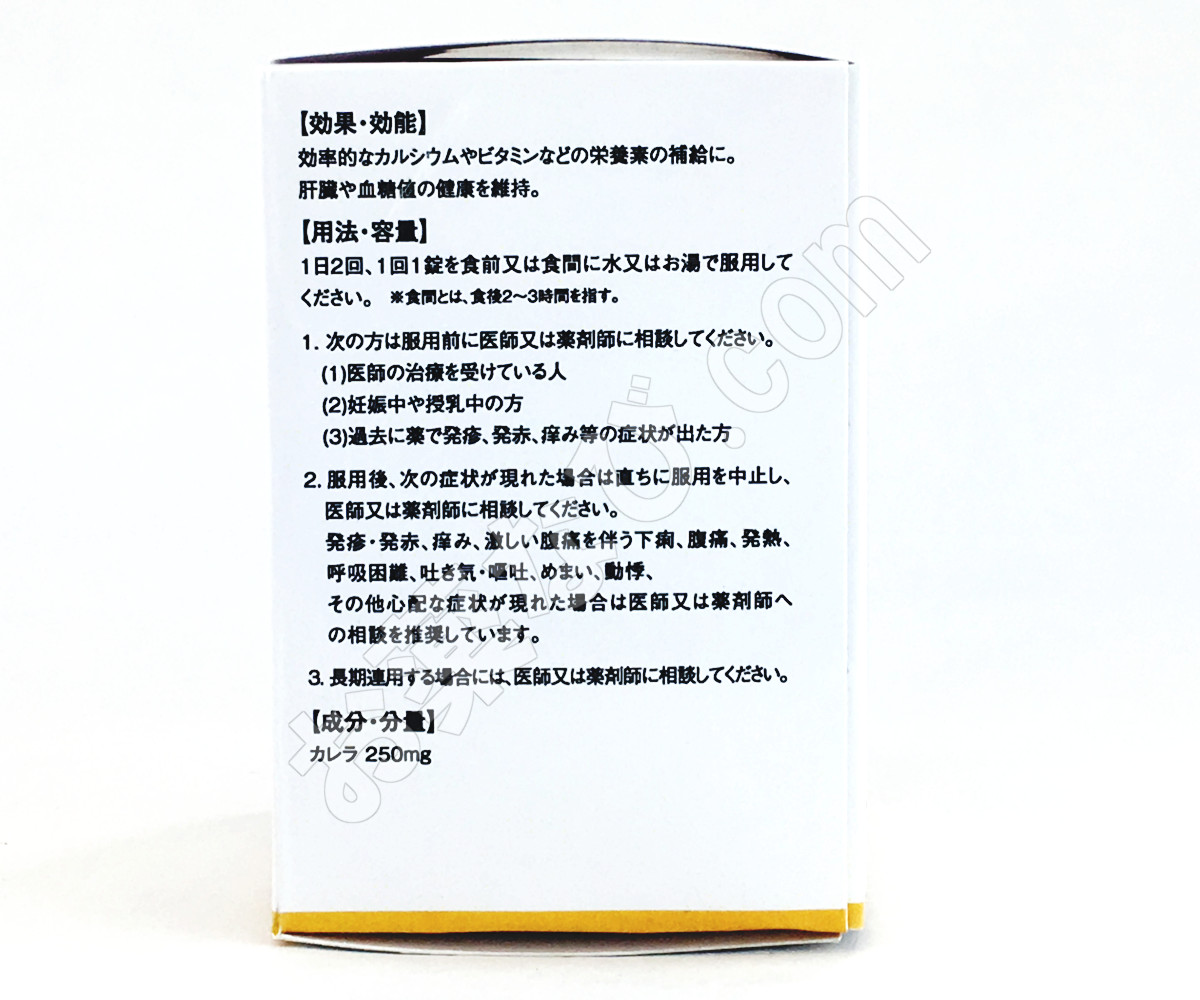 【効果・効能】
効率的なカルシウムやビタミンなどの栄養素の補給に。
肝臓や血糖値の健康を維持。
【用法・容量】
1日2回、1回1錠を食前又は食間に水又はお湯で服用して
ください。 ※食間とは、食後2～3時間を指す。
1. 次の方は服用前に医師又は薬剤師に相談してください。
(1)医師の治療を受けている人
(2)妊娠中や授乳中の方
(3)過去に薬で発疹、発赤、痒み等の症状が出た方
2. 服用後、次の症状が現れた場合は直ちに服用を中止し、
医師又は薬剤師に相談してください。
発疹・発赤、痒み、激しい腹痛を伴う下痢、腹痛、発熱、
呼吸困難、吐き気・嘔吐、めまい、動悸、
その他心配な症状が現れた場合は医師又は薬剤師へ
の相談を推奨しています。
3. 長期連用する場合には、医師又は薬剤師に相談してください。
【成分・分量】
カレラ 250mg
お薬なび.com